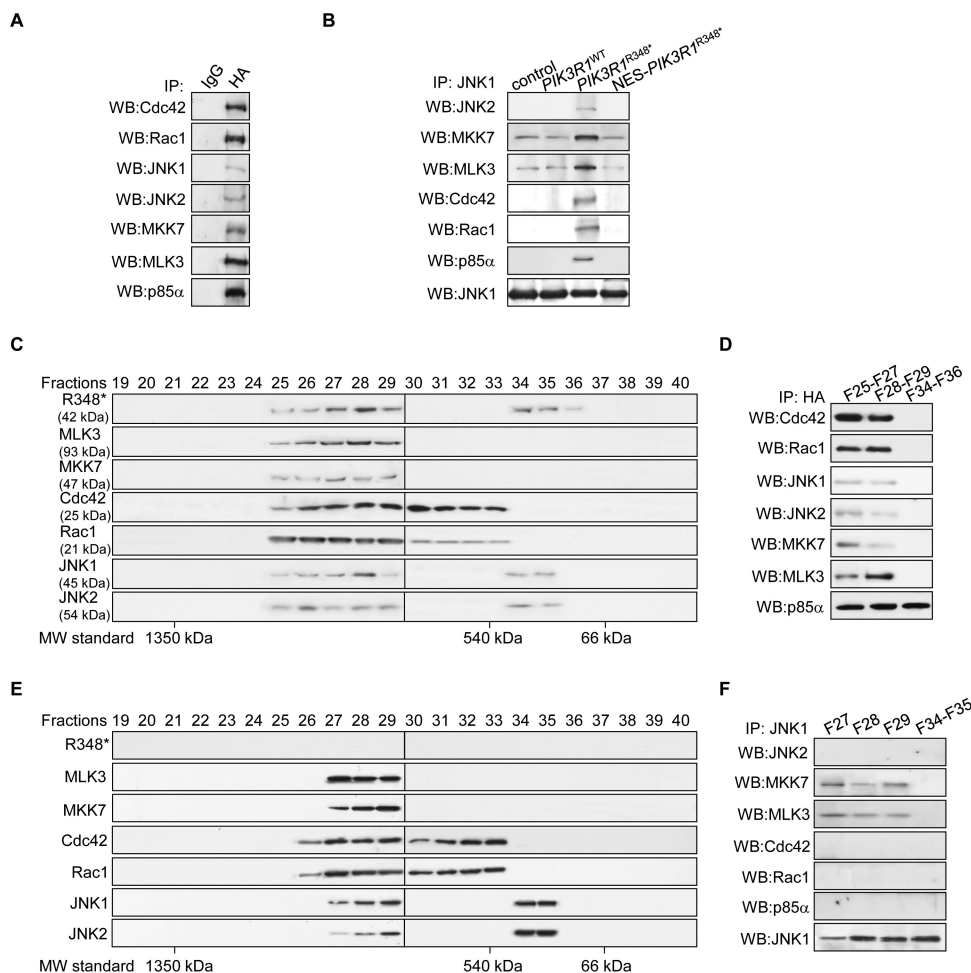 A
IP: IgG HA
WB:Cdc42
WB:Rac1
WB:JNK1
WB:JNK2
WB:MKK7
WB:MLK3
WB:p85α
B
IP: JNK1 control PIK3R1WT PIK3R1R348* NES-PIK3R1R348*
WB:JNK2
WB:MKK7
WB:MLK3
WB:Cdc42
WB:Rac1
WB:p85α
WB:JNK1
C
Fractions 19 20 21 22 23 24 25 26 27 28 29 30 31 32 33 34 35 36 37 38 39 40
R348*
(42 kDa)
MLK3
(93 kDa)
MKK7
(47 kDa)
Cdc42
(25 kDa)
Rac1
(21 kDa)
JNK1
(45 kDa)
JNK2
(54 kDa)
MW standard 1350 kDa 540 kDa 66 kDa
D
IP: HA F25-F27 F28-F29 F34-F36
WB:Cdc42
WB:Rac1
WB:JNK1
WB:JNK2
WB:MKK7
WB:MLK3
WB:p85α
E
Fractions 19 20 21 22 23 24 25 26 27 28 29 30 31 32 33 34 35 36 37 38 39 40
R348*
MLK3
MKK7
Cdc42
Rac1
JNK1
JNK2
MW standard 1350 kDa 540 kDa 66 kDa
F
IP: JNK1 F27 F28 F29 F34-F35
WB:JNK2
WB:MKK7
WB:MLK3
WB:Cdc42
WB:Rac1
WB:p85α
WB:JNK1